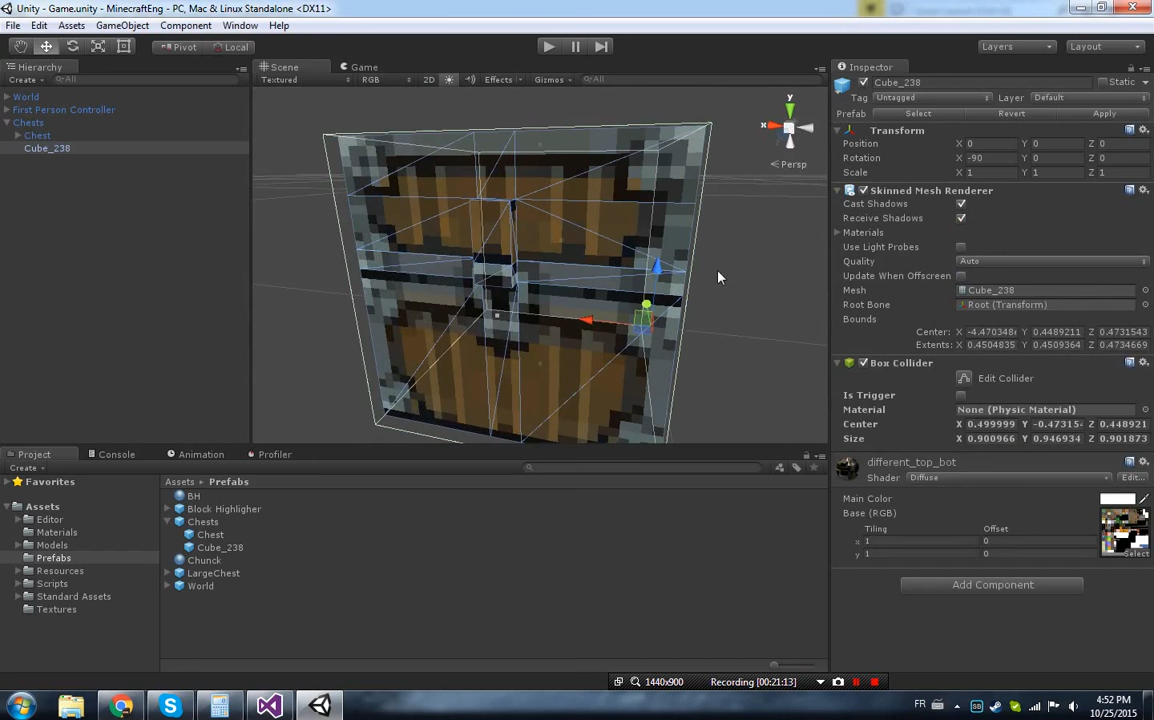 Unity - Game.unity - MinecraftEng - PC, Mac & Linux Standalone <DX11>
File Edit Assets GameObject Component Window Help
Pivot Local Layers Layout
Hierarchy Scene Game Inspector
Create All Textured RGB 2D Effects Gizmos All Cube_238 Static
World Tag Untagged Layer Default
First Person Controller Prefab Select Revert Apply
Chests Transform
Chest Position X 0 Y 0 Z 0
Cube_238 Rotation X -90 Y 0 Z 0
Scale X 1 Y 1 Z 1
y
x
Persp
Skinned Mesh Renderer
Cast Shadows
Receive Shadows
Materials
Use Light Probes
Quality Auto
Update When Offscreen
Mesh Cube_238
Root Bone Root (Transform)
Bounds
Center: X -4.470348 Y 0.4489211 Z 0.4731543
Extents: X 0.4504835 Y 0.4509364 Z 0.4734669
Box Collider
Edit Collider
Is Trigger
Material None (Physic Material)
Center X 0.499999 Y -0.47315 Z 0.448921
Size X 0.900966 Y 0.946934 Z 0.901873
different_top_bot
Shader Diffuse Edit...
Main Color
Base (RGB)
Tiling Offset
x 1 0
y 1 0
Select
Add Component
Project Console Animation Profiler
Create
Favorites Assets Prefabs
Assets BH
Editor Block Highligher
Materials Chests
Models Chest
Prefabs Cube_238
Resources Chunck
Scripts LargeChest
Standard Assets World
Textures
1440x900 Recording [00:21:13]
FR 4:52 PM
10/25/2015